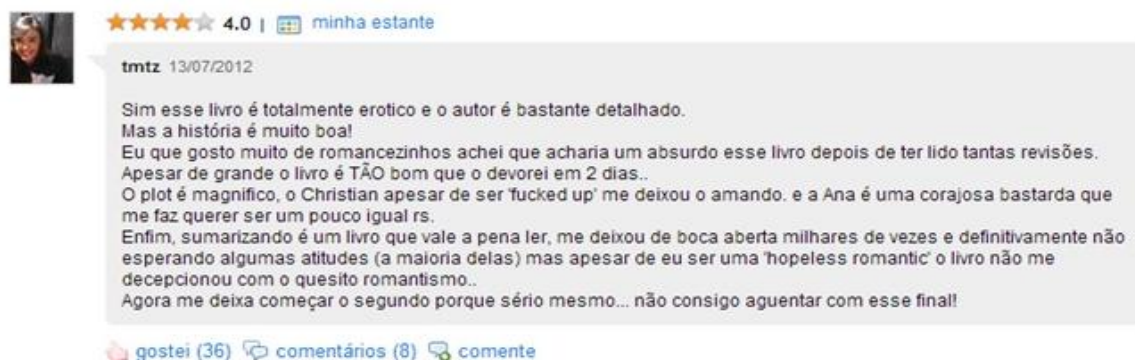 4.0 | minha estante
tmtz 13/07/2012
Sim esse livro é totalmente erotico e o autor é bastante detalhado.
Mas a história é muito boa!
Eu que gosto muito de romancezinhos achei que acharia um absurdo esse livro depois de ter lido tantas revisões.
Apesar de grande o livro é TÃO bom que o devorei em 2 dias..
O plot é magnifico, o Christian apesar de ser 'fucked up' me deixou o amando. e a Ana é uma corajosa bastarda que
me faz querer ser um pouco igual rs.
Enfim, sumarizando é um livro que vale a pena ler, me deixou de boca aberta milhares de vezes e definitivamente não
esperando algumas atitudes (a maioria delas) mas apesar de eu ser uma 'hopeless romantic' o livro não me
decepcionou com o quesito romantismo..
Agora me deixa começar o segundo porque sério mesmo... não consigo aguentar com esse final!
gostei (36) comentários (8) comente